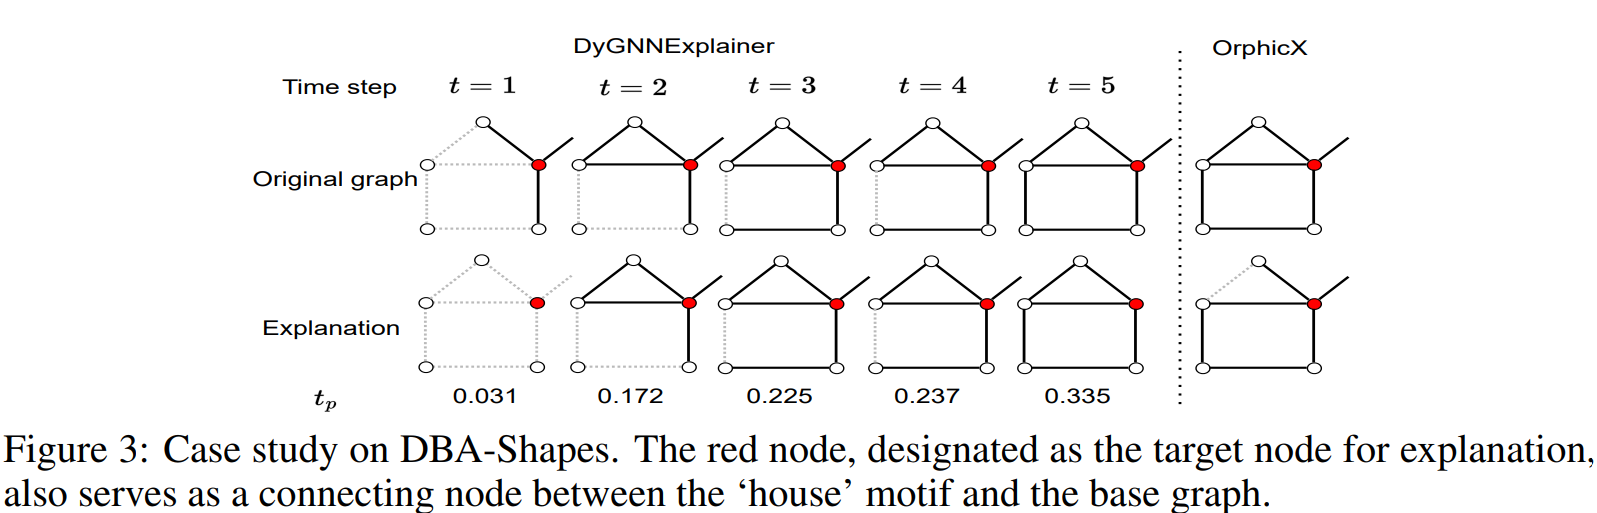 DyGNNExplainer
OrphicX
Time step t = 1 t = 2 t = 3 t = 4 t = 5
Original graph
Explanation
t_p 0.031 0.172 0.225 0.237 0.335
Figure 3: Case study on DBA-Shapes. The red node, designated as the target node for explanation,
also serves as a connecting node between the ‘house’ motif and the base graph.